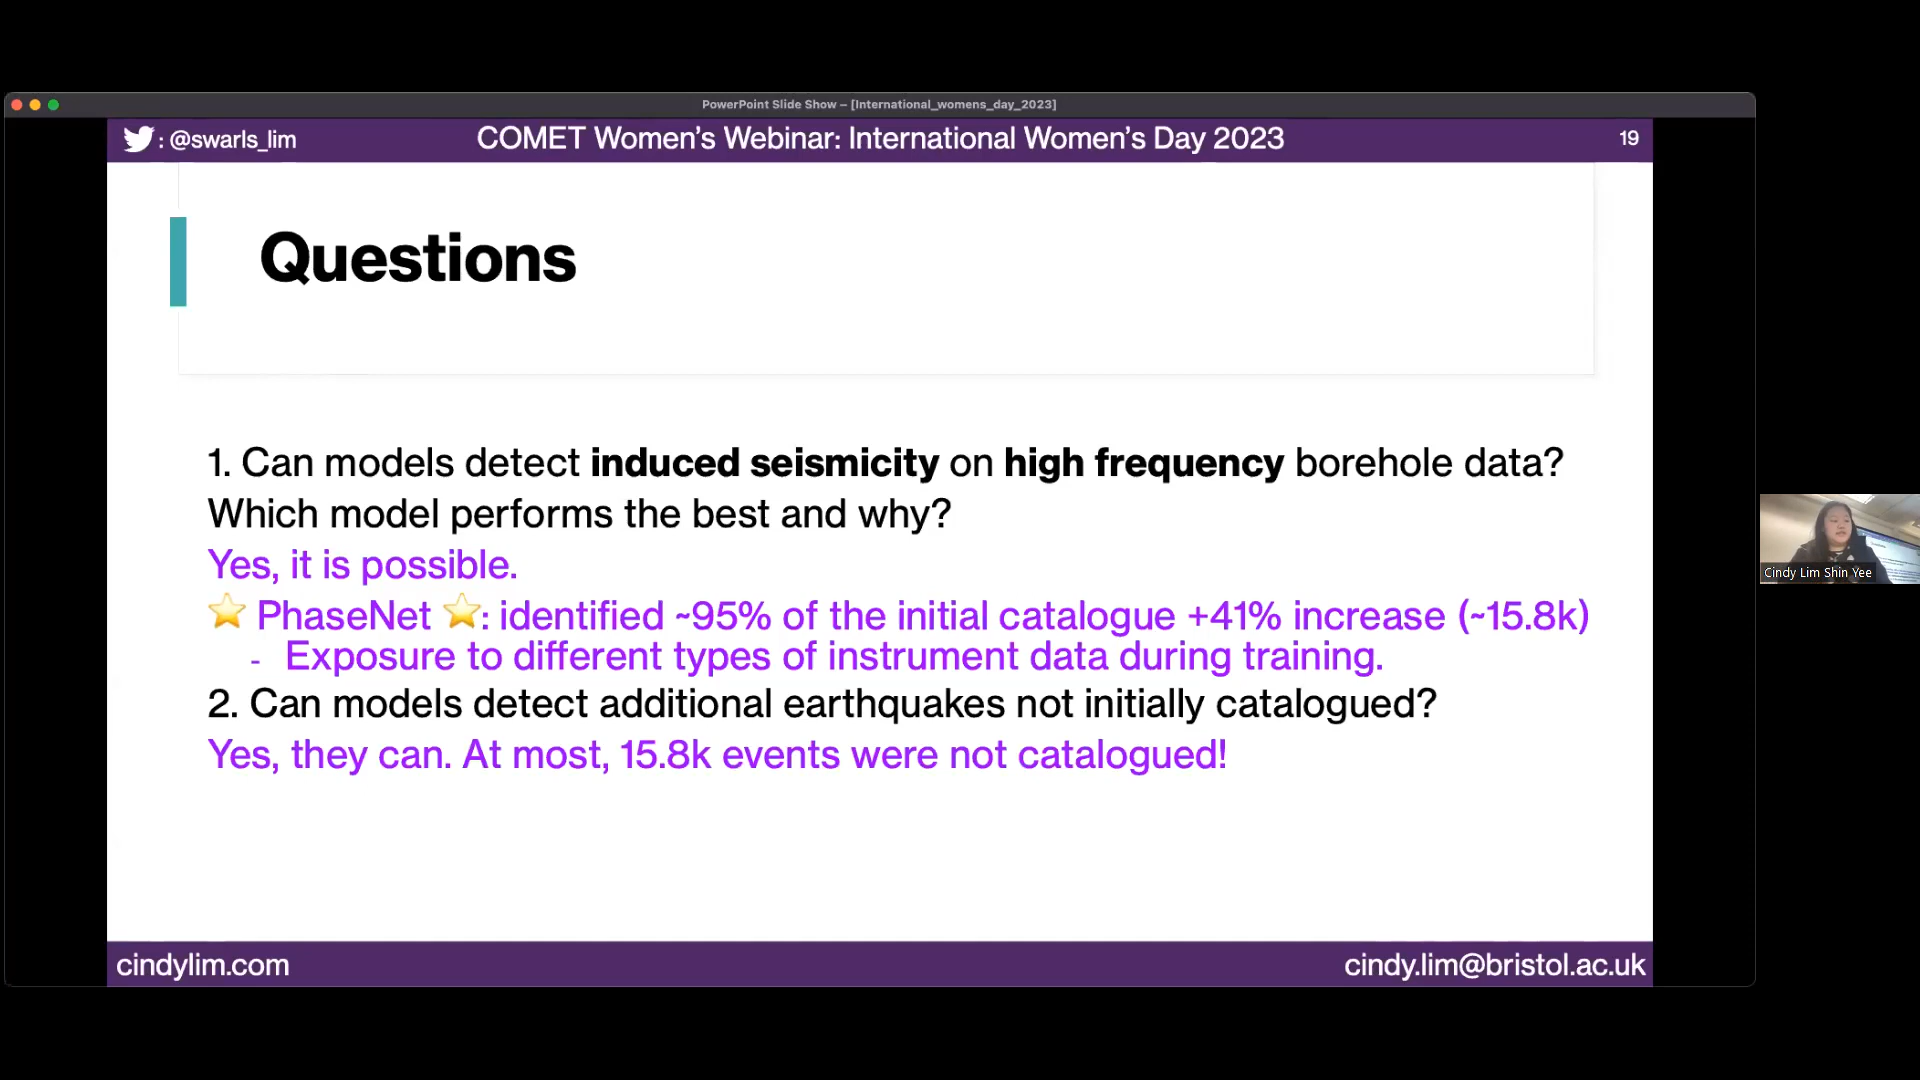 PowerPoint Slide Show – [International_womens_day_2023]
: @swarls_lim
COMET Women's Webinar: International Women's Day 2023
19
Questions
1. Can models detect induced seismicity on high frequency borehole data?
Which model performs the best and why?
Yes, it is possible.
⭐ PhaseNet ⭐: identified ~95% of the initial catalogue +41% increase (~15.8k)
- Exposure to different types of instrument data during training.
2. Can models detect additional earthquakes not initially catalogued?
Yes, they can. At most, 15.8k events were not catalogued!
Cindy Lim Shin Yee
cindylim.com
cindy.lim@bristol.ac.uk